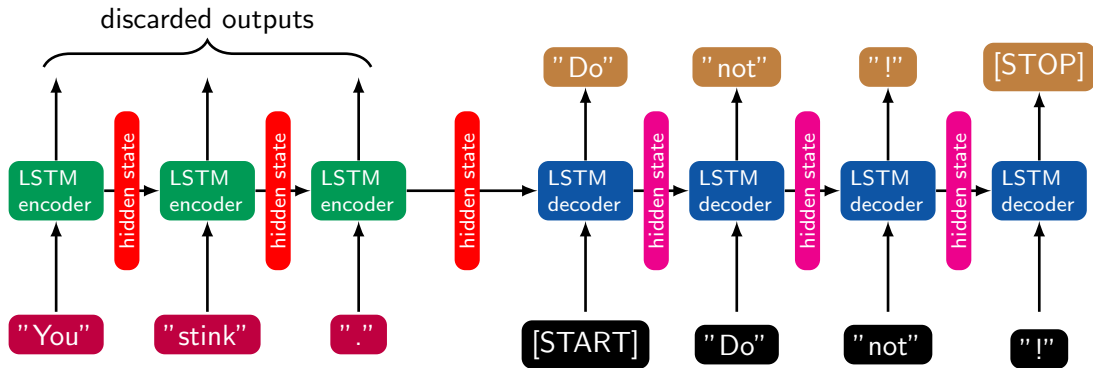 discarded outputs
"Do"
"not"
"!"
[STOP]
LSTM
encoder
hidden state
LSTM
encoder
hidden state
LSTM
encoder
hidden state
LSTM
decoder
hidden state
LSTM
decoder
hidden state
LSTM
decoder
hidden state
LSTM
decoder
"You"
"stink"
"."
[START]
"Do"
"not"
"!"